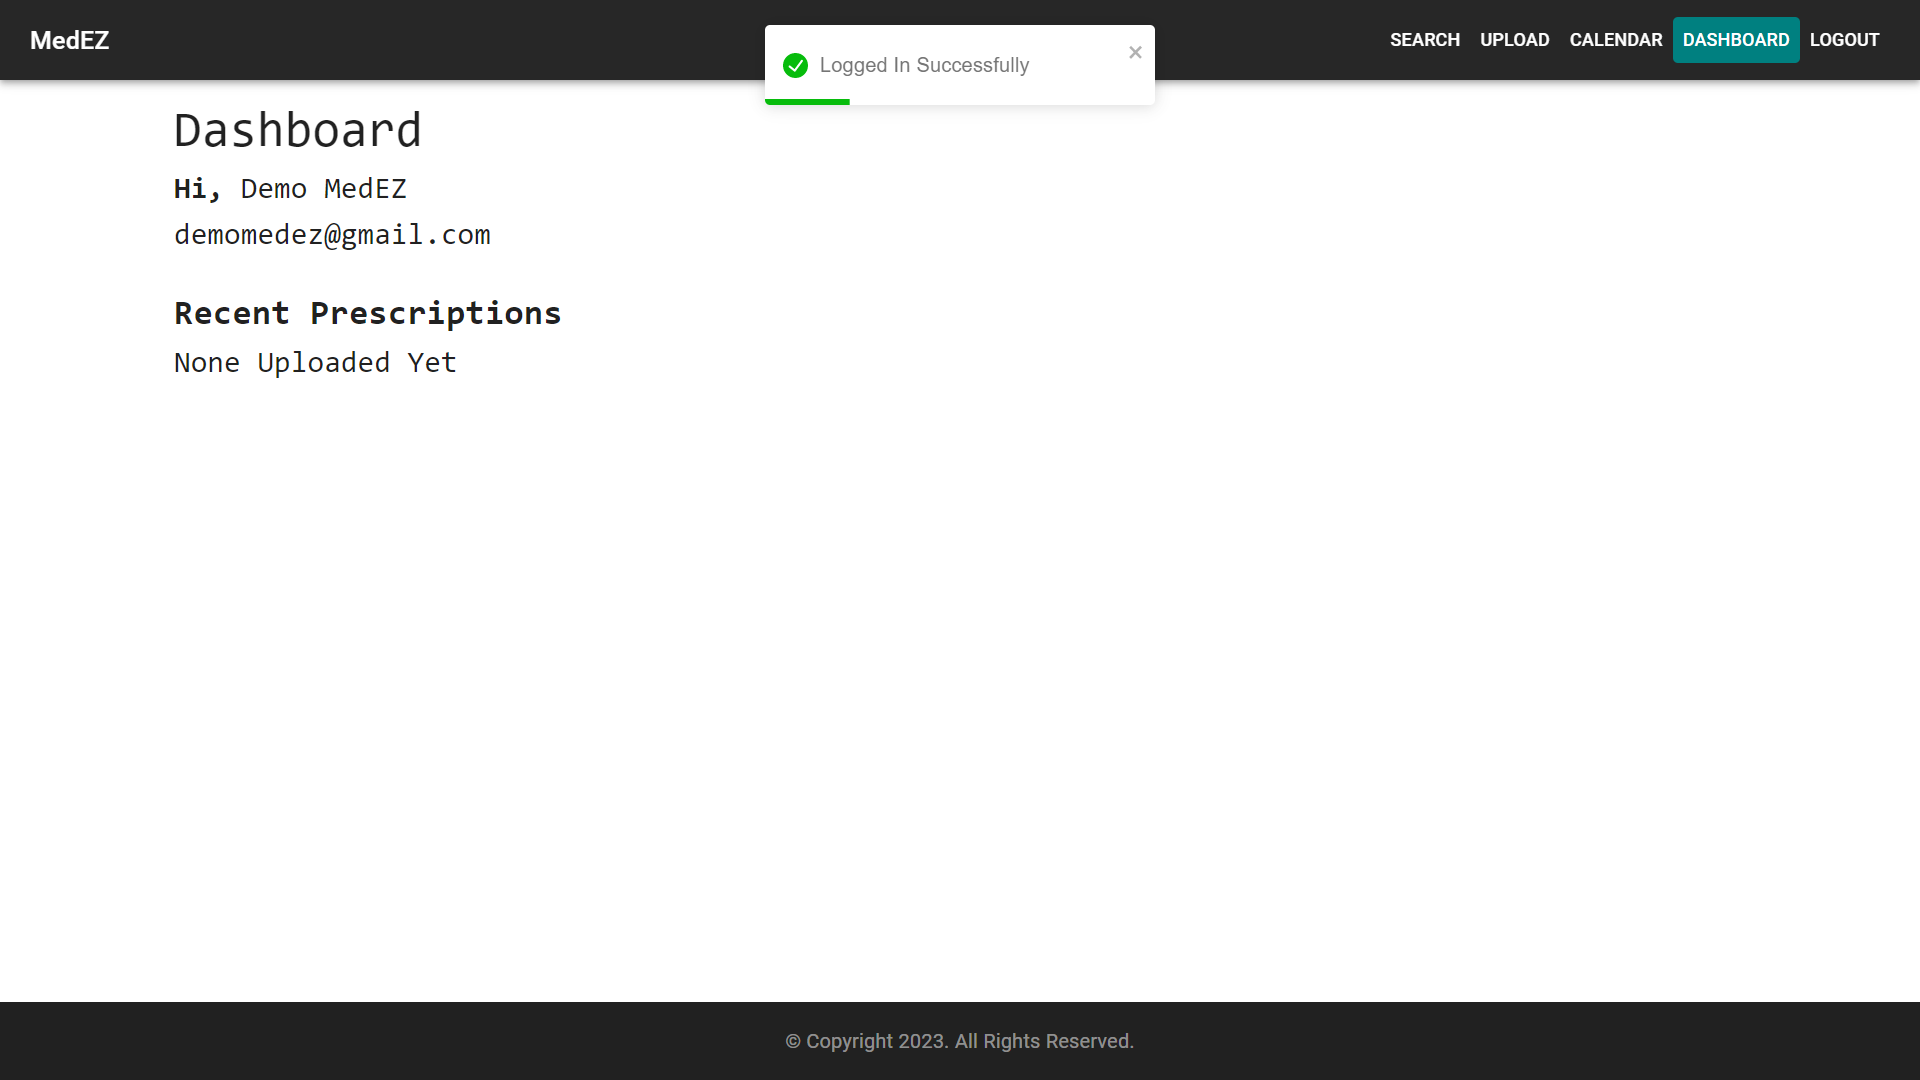 MedEZ
Logged In Successfully
SEARCH UPLOAD CALENDAR DASHBOARD LOGOUT
Dashboard
Hi, Demo MedEZ
demomedez@gmail.com
Recent Prescriptions
None Uploaded Yet
© Copyright 2023. All Rights Reserved.